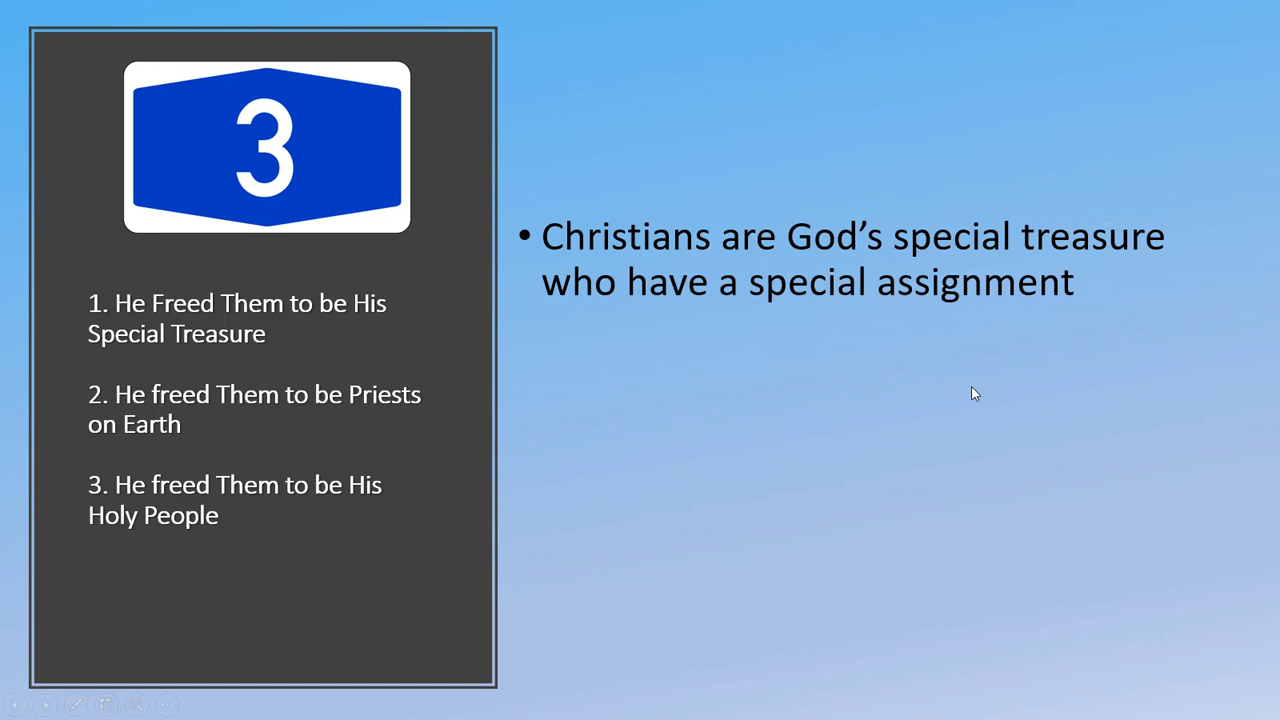 3
1. He Freed Them to be His
Special Treasure
2. He freed Them to be Priests
on Earth
3. He freed Them to be His
Holy People
• Christians are God’s special treasure
who have a special assignment